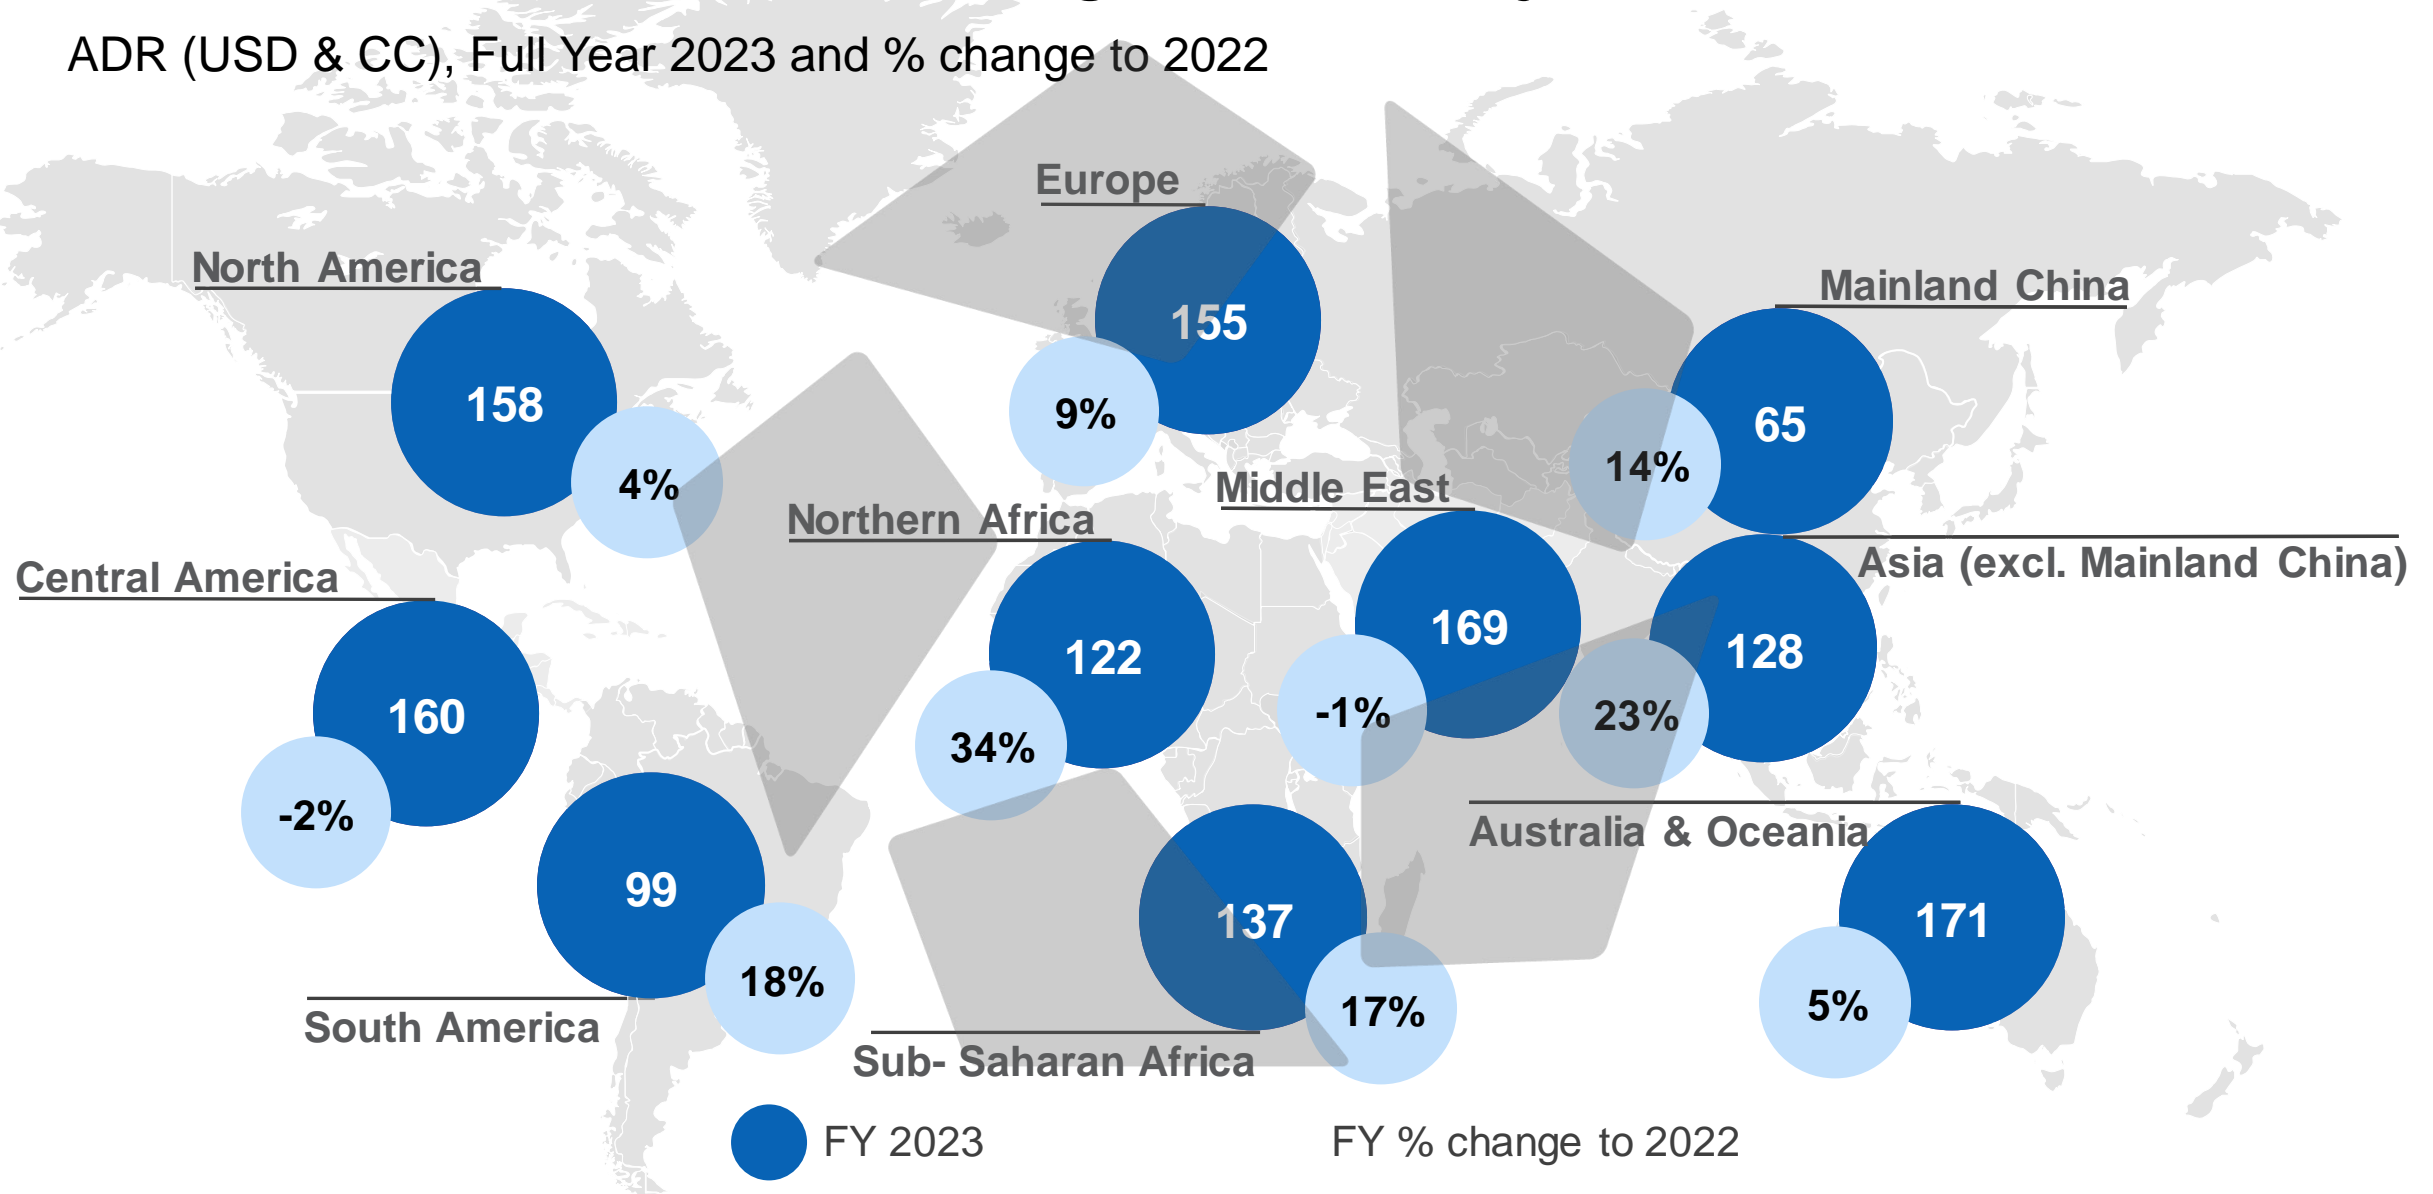 ADR (USD & CC), Full Year 2023 and % change to 2022
Europe
155
9%
North America
158
4%
Mainland China
65
14%
Middle East
169
-1%
Northern Africa
122
34%
Asia (excl. Mainland China)
128
23%
Central America
160
-2%
Australia & Oceania
171
5%
South America
99
18%
Sub- Saharan Africa
137
17%
FY 2023
FY % change to 2022